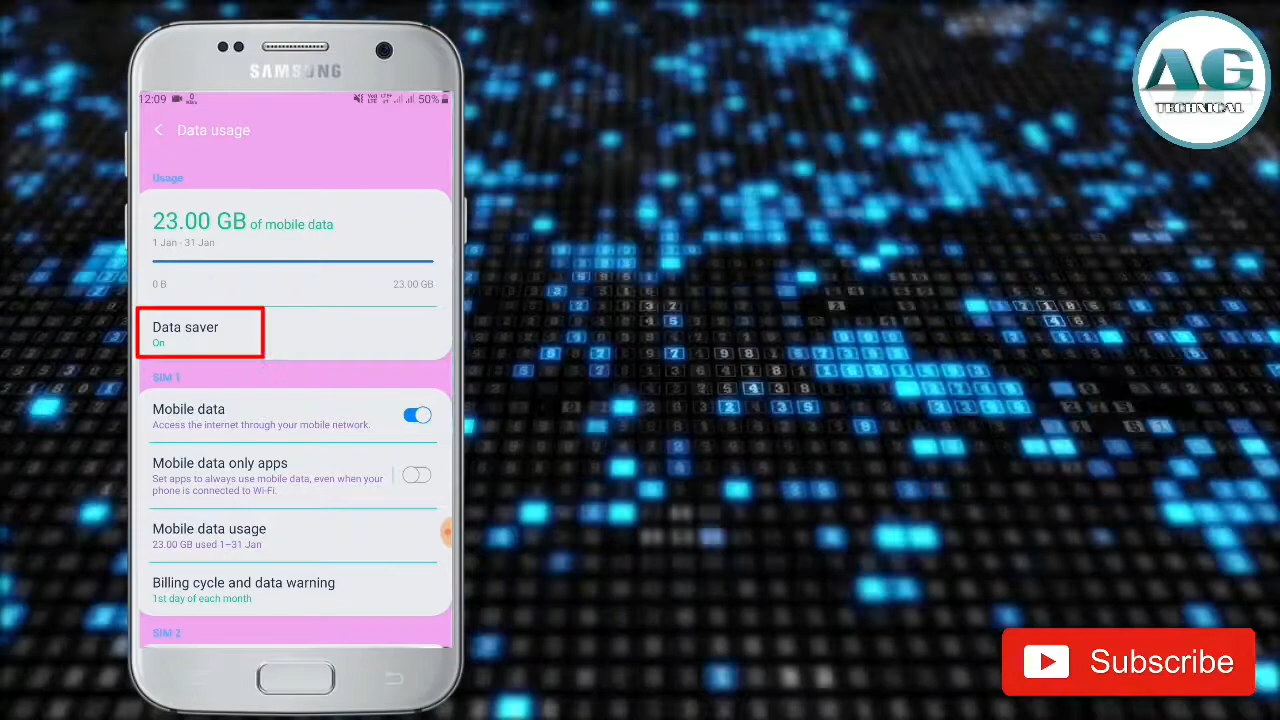 SAMSUNG
12:09
50%
Data usage
Usage
23.00 GB of mobile data
1 Jan - 31 Jan
0 B
23.00 GB
Data saver
On
SIM 1
Mobile data
Access the internet through your mobile network.
Mobile data only apps
Set apps to always use mobile data, even when your
phone is connected to Wi-Fi.
Mobile data usage
23.00 GB used 1–31 Jan
Billing cycle and data warning
1st day of each month
SIM 2
AG
TECHNICAL
Subscribe